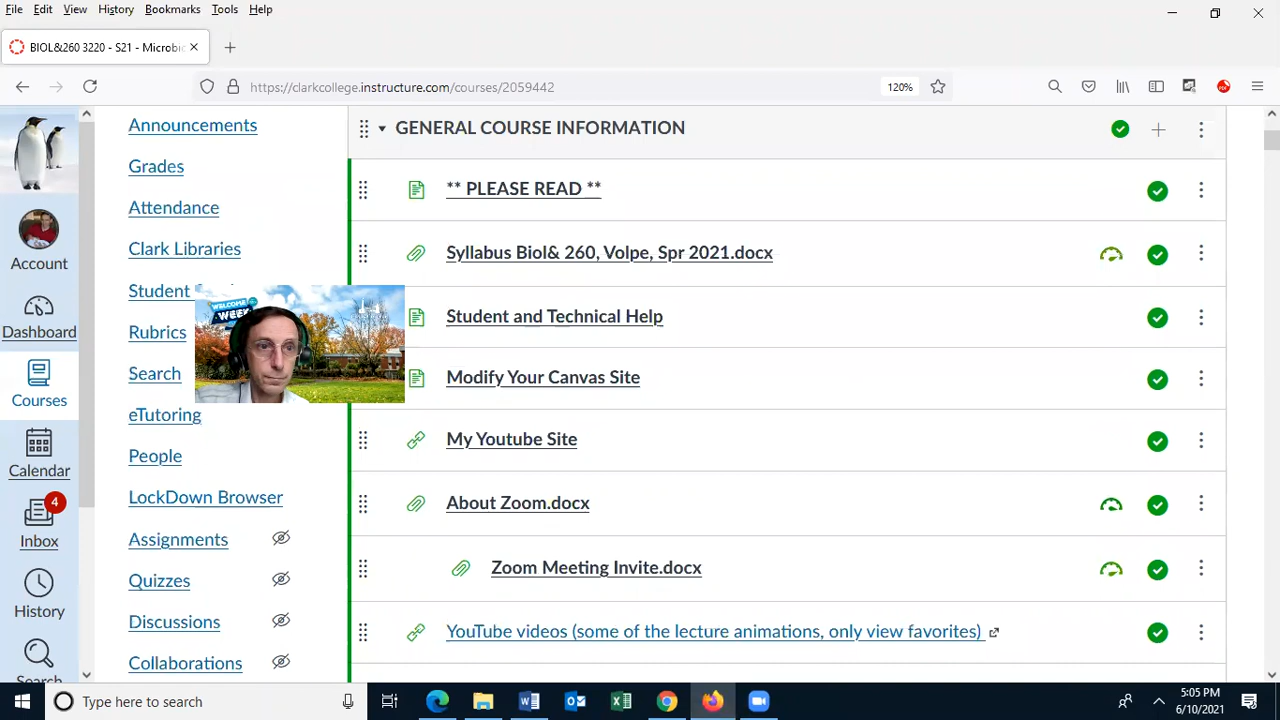 File Edit View History Bookmarks Tools Help
BIOL&260 3220 - S21 - Microbi
https://clarkcollege.instructure.com/courses/2059442
120%
Account
Dashboard
Courses
Calendar
4
Inbox
History
Search
Announcements
Grades
Attendance
Clark Libraries
Student
Rubrics
Search
eTutoring
People
LockDown Browser
Assignments
Quizzes
Discussions
Collaborations
WELCOME
WEEK
GENERAL COURSE INFORMATION
** PLEASE READ **
Syllabus Biol& 260, Volpe, Spr 2021.docx
Student and Technical Help
Modify Your Canvas Site
My Youtube Site
About Zoom.docx
Zoom Meeting Invite.docx
YouTube videos (some of the lecture animations, only view favorites)
Type here to search
5:05 PM
6/10/2021